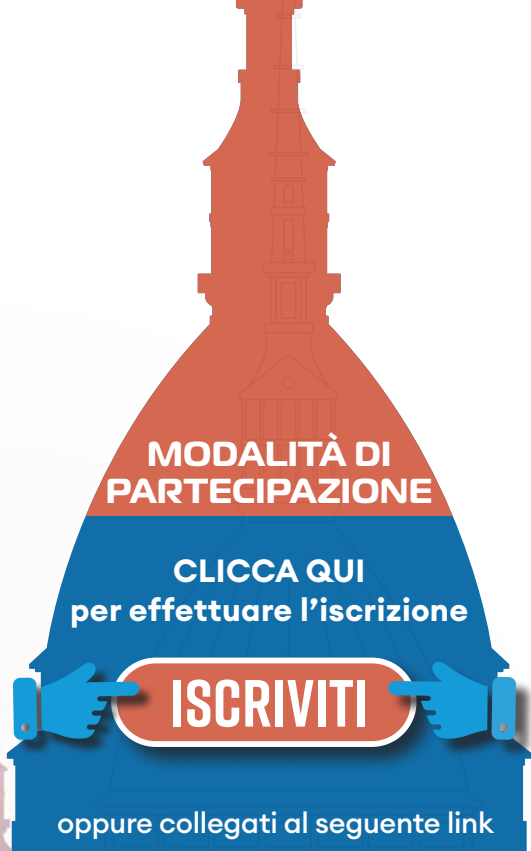 MODALITÀ DI
PARTECIPAZIONE
CLICCA QUI
per effettuare l’iscrizione
ISCRIVITI
oppure collegati al seguente link